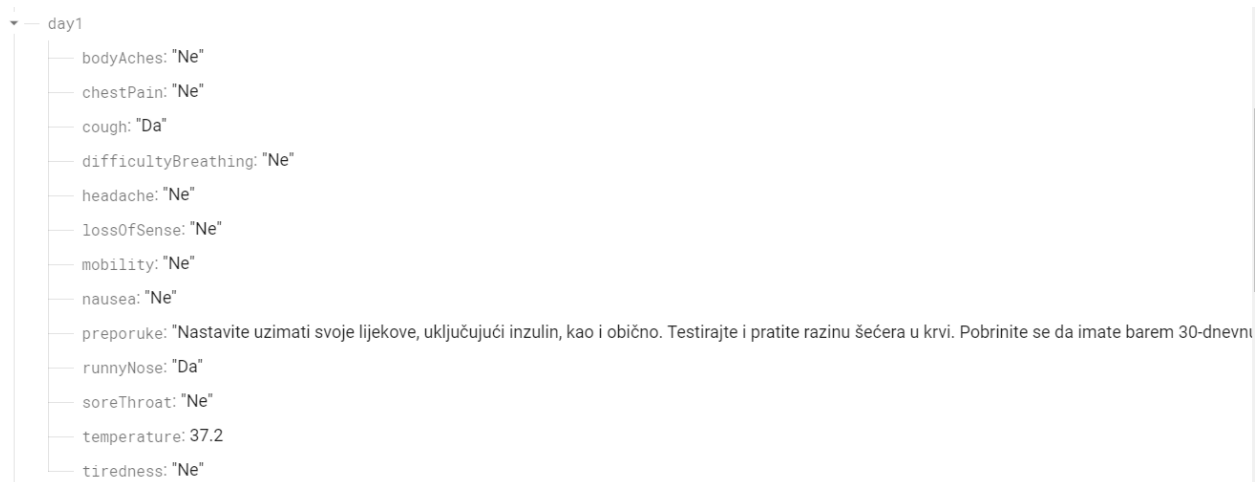 day1
bodyAches: "Ne"
chestPain: "Ne"
cough: "Da"
difficultyBreathing: "Ne"
headache: "Ne"
lossOfSense: "Ne"
mobility: "Ne"
nausea: "Ne"
preporuke: "Nastavite uzimati svoje lijekove, uključujući inzulin, kao i obično. Testirajte i pratite razinu šećera u krvi. Pobrinite se da imate barem 30-dnevnu
runnyNose: "Da"
soreThroat: "Ne"
temperature: 37.2
tiredness: "Ne"